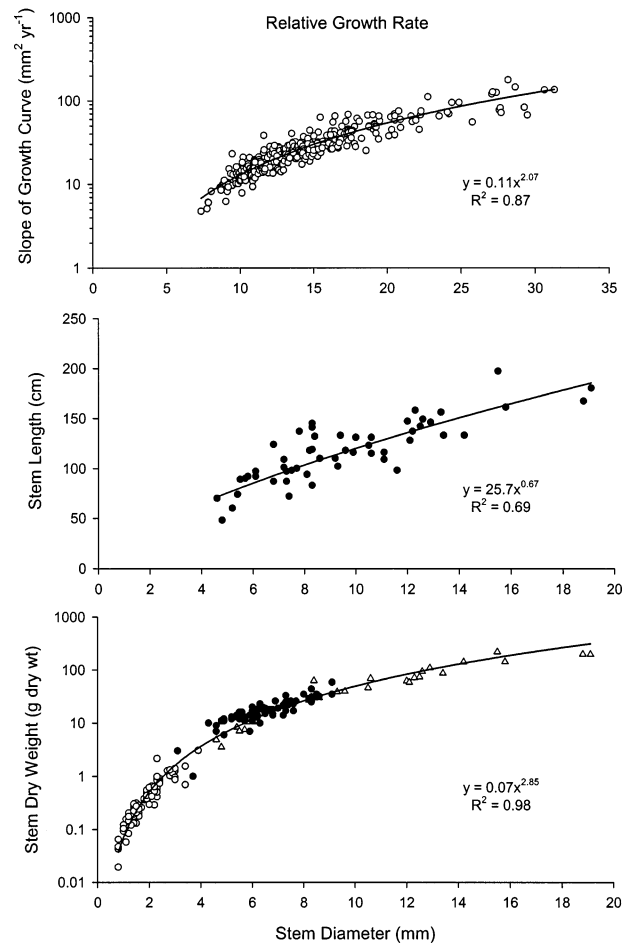 Relative Growth Rate
Slope of Growth Curve (mm² yr⁻¹)
1000
100
10
1
y = 0.11x^2.07
R² = 0.87
0 5 10 15 20 25 30 35
Stem Length (cm)
250
200
150
100
50
0
y = 25.7x^0.67
R² = 0.69
0 2 4 6 8 10 12 14 16 18 20
Stem Dry Weight (g dry wt)
1000
100
10
1
0.1
0.01
y = 0.07x^2.85
R² = 0.98
0 2 4 6 8 10 12 14 16 18 20
Stem Diameter (mm)